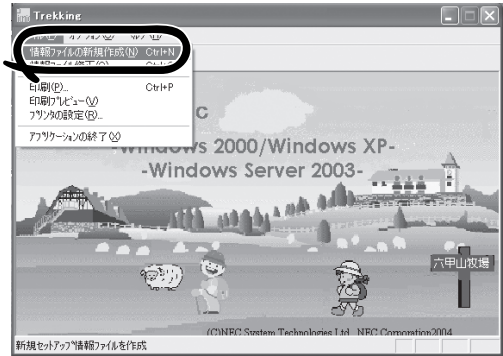 Trekking
情報ファイルの新規作成(N) Ctrl+N
印刷(P)... Ctrl+P
印刷プレビュー(V)
プリンタの設定(R)...
アプリケーションの終了(X)
-Windows 2000/Windows XP-
-Windows Server 2003-
六甲山牧場
(C)NEC System Technologies Ltd., NEC Corporation2004
新規セットアップ情報ファイルを作成